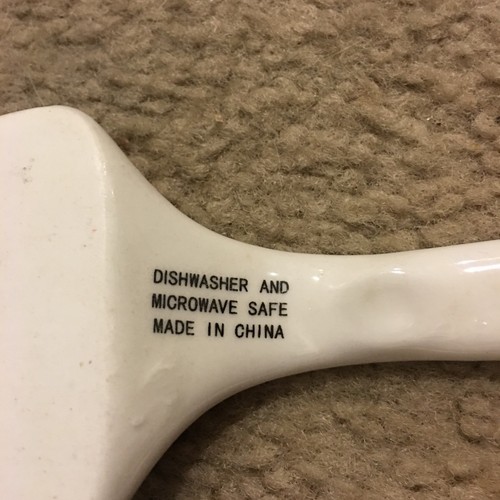 DISHWASHER AND
MICROWAVE SAFE
MADE IN CHINA